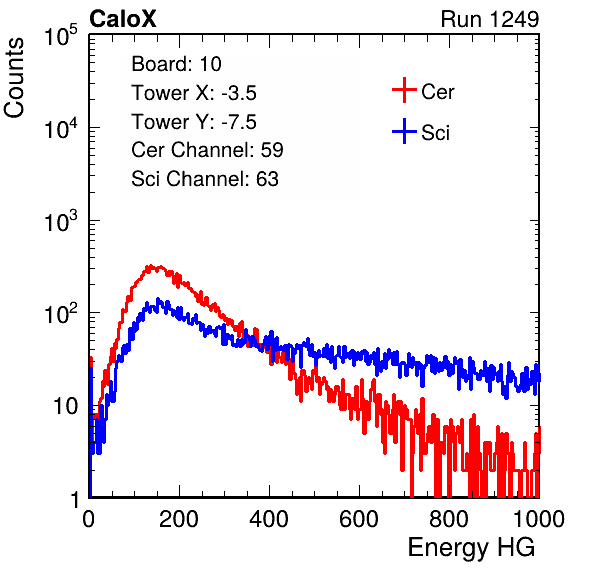 CaloX Run 1249
Counts
10^5
10^4
10^3
10^2
10
1
Board: 10
Tower X: -3.5
Tower Y: -7.5
Cer Channel: 59
Sci Channel: 63
Cer
Sci
0 200 400 600 800 1000
Energy HG